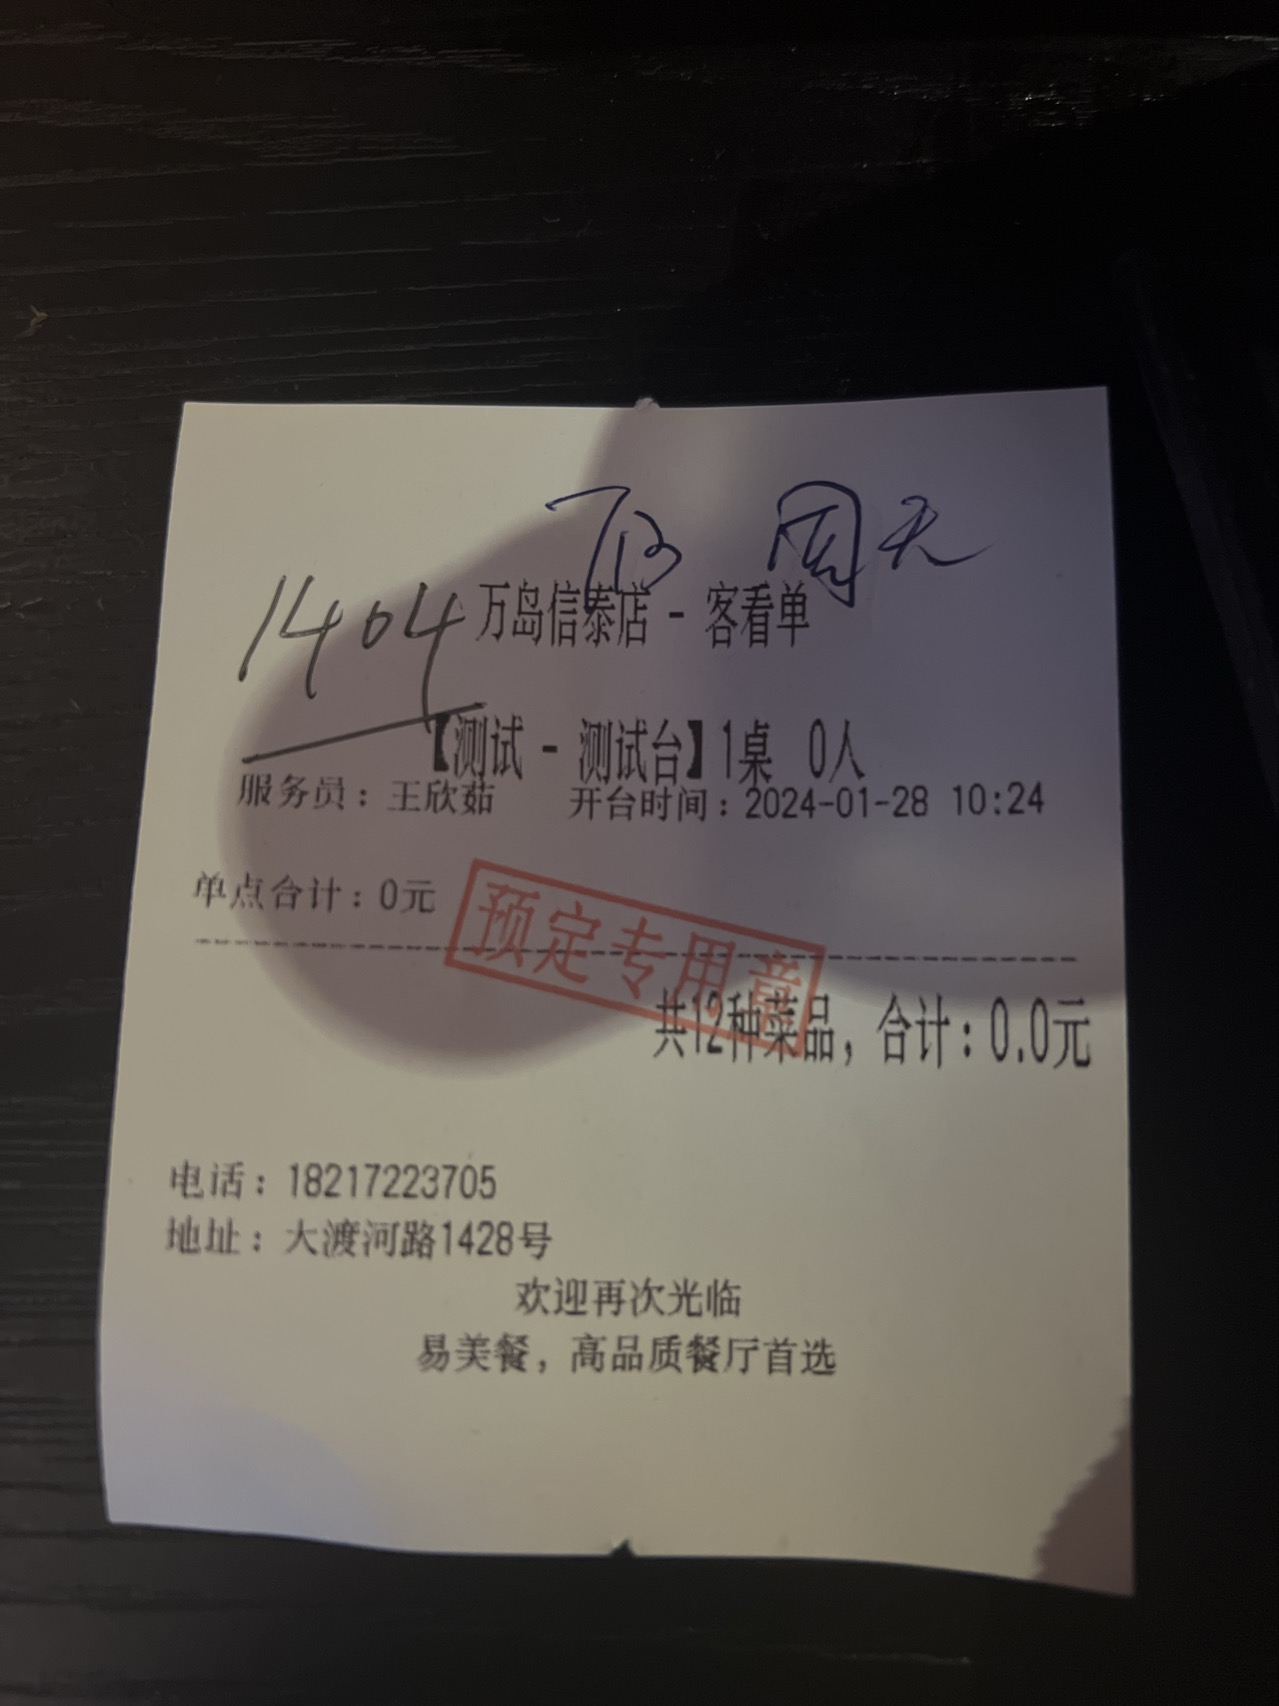 周天
1404
万岛信泰店 - 客看单
【测试 - 测试台】1桌 0人
服务员：王欣茹 开台时间：2024-01-28 10:24
单点合计：0元
预定专用章
共12种菜品，合计：0.0元
电话：18217223705
地址：大渡河路1428号
欢迎再次光临
易美餐，高品质餐厅首选